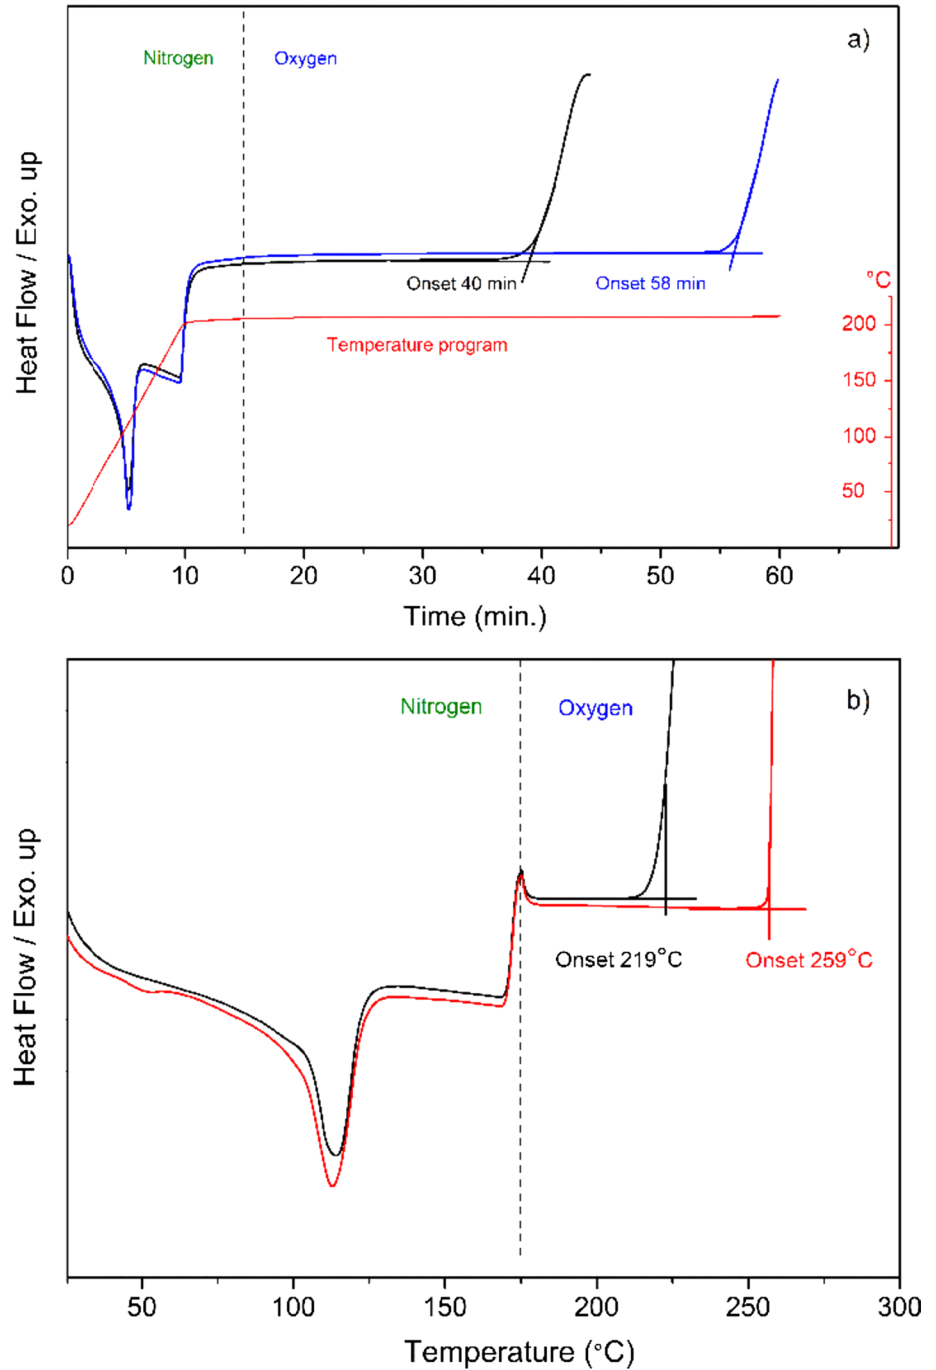 a)
Nitrogen
Oxygen
Heat Flow / Exo. up
Onset 40 min
Onset 58 min
°C
Temperature program
200
150
100
50
0
10
20
30
40
50
60
Time (min.)
b)
Nitrogen
Oxygen
Heat Flow / Exo. up
Onset 219°C
Onset 259°C
50
100
150
200
250
300
Temperature (°C)